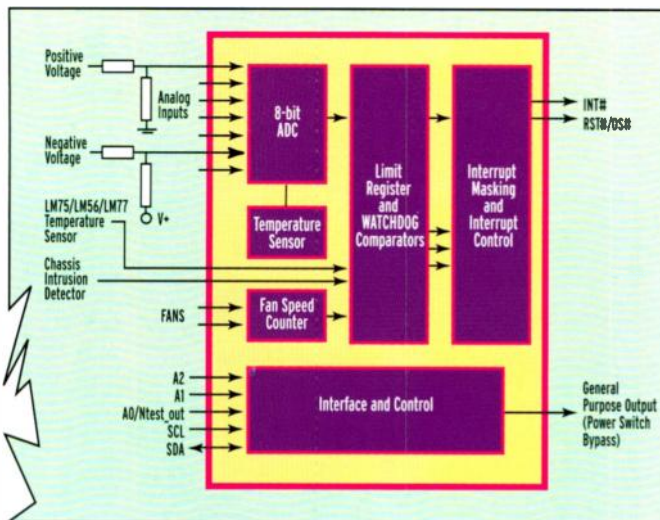 Positive
Voltage
Analog
Inputs
Negative
Voltage
V+
LM75/LM56/LM77
Temperature
Sensor
Chassis
Intrusion
Detector
FANS
8-bit
ADC
Temperature
Sensor
Fan Speed
Counter
Limit
Register
and
WATCHDOG
Comparators
Interrupt
Masking
and
Interrupt
Control
INT#
RST#/OS#
A2
A1
A0/Ntest_out
SCL
SDA
Interface and Control
General
Purpose Output
(Power Switch
Bypass)